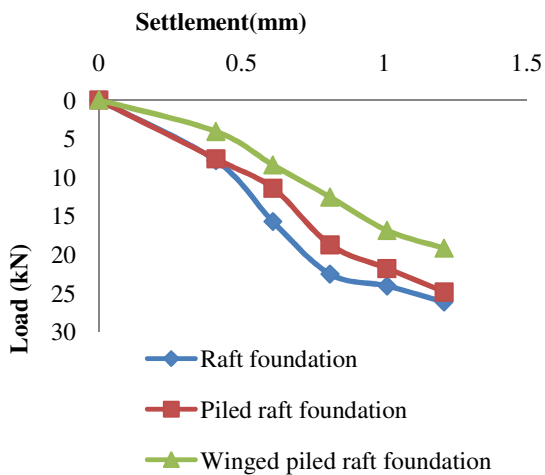 Settlement(mm)
0 0.5 1 1.5
0
5
10
15
20
25
30
Load (kN)
Raft foundation
Piled raft foundation
Winged piled raft foundation